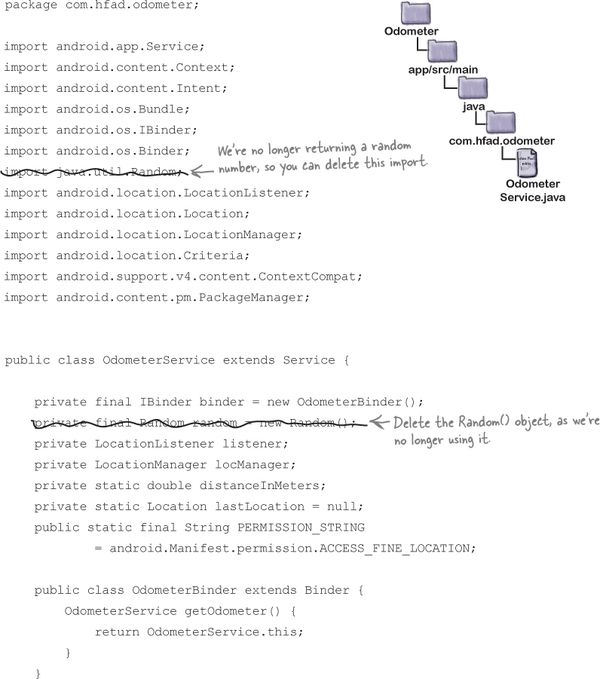 package com.hfad.odometer;
import android.app.Service;
import android.content.Context;
import android.content.Intent;
import android.os.Bundle;
import android.os.IBinder;
import android.os.Binder;
import java.util.Random;
We're no longer returning a random
number, so you can delete this import.
import android.location.LocationListener;
import android.location.Location;
import android.location.LocationManager;
import android.location.Criteria;
import android.support.v4.content.ContextCompat;
import android.content.pm.PackageManager;
Odometer
app/src/main
java
com.hfad.odometer
Odometer
Service.java
public class OdometerService extends Service {
private final IBinder binder = new OdometerBinder();
private final Random random = new Random();
Delete the Random() object, as we're
no longer using it.
private LocationListener listener;
private LocationManager locManager;
private static double distanceInMeters;
private static Location lastLocation = null;
public static final String PERMISSION_STRING
= android.Manifest.permission.ACCESS_FINE_LOCATION;
public class OdometerBinder extends Binder {
OdometerService getOdometer() {
return OdometerService.this;
}
}